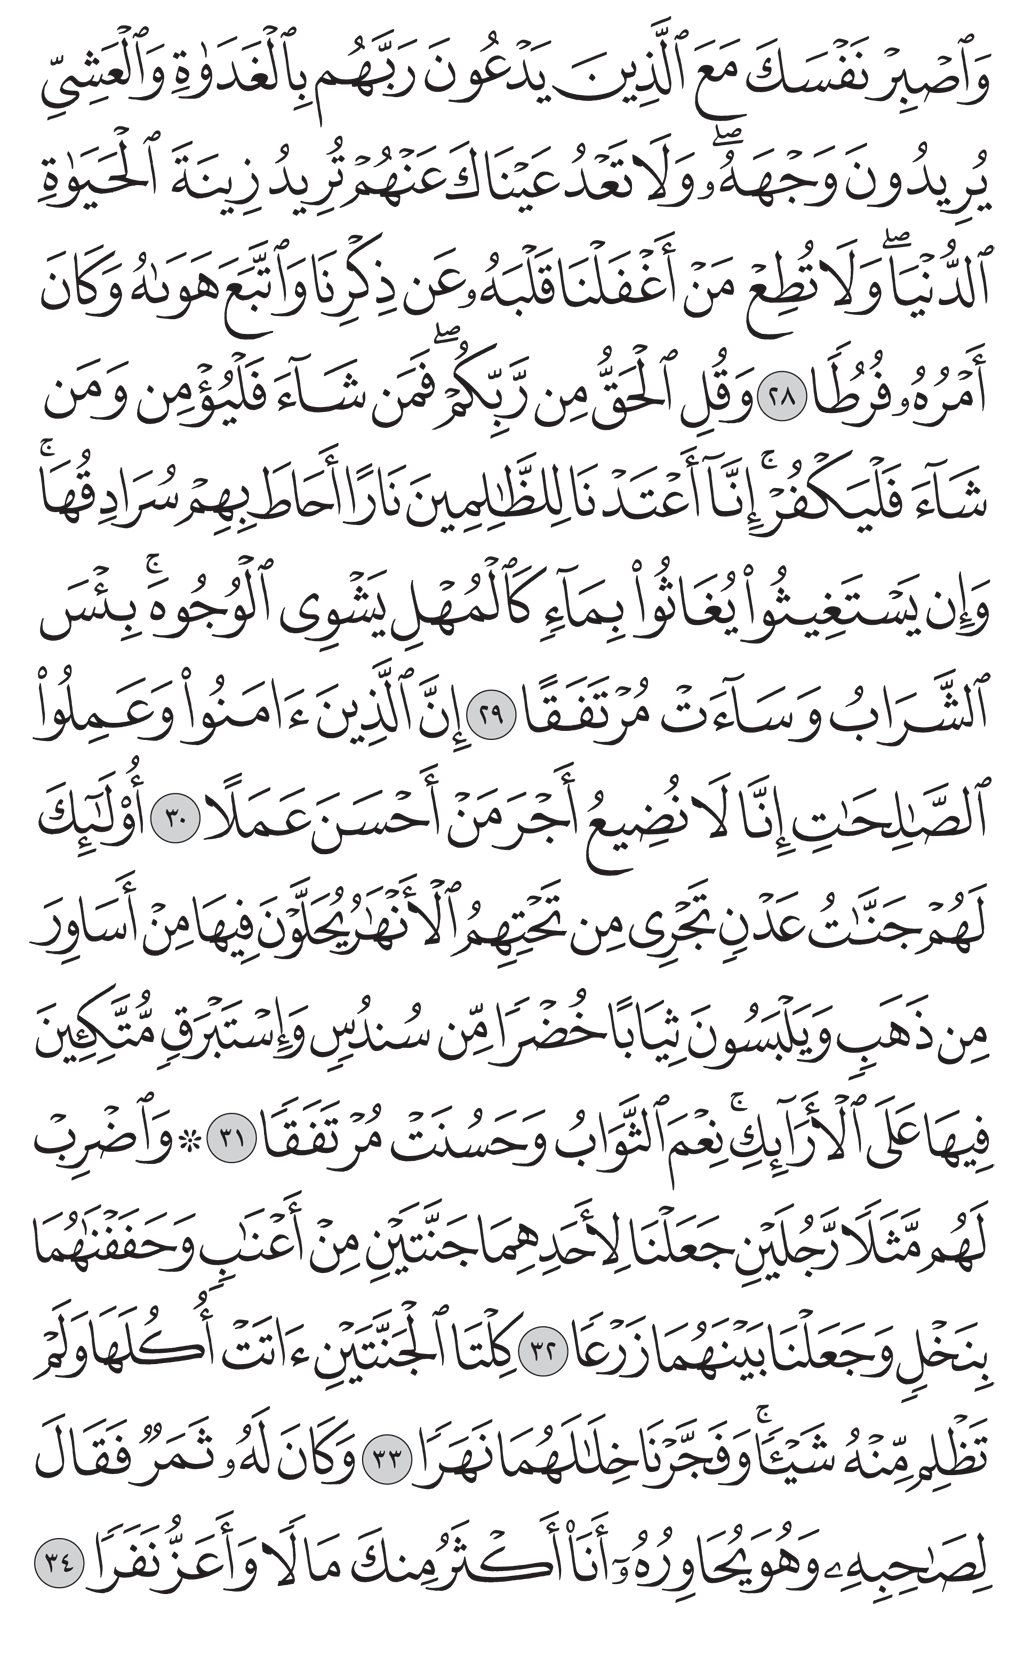 وَٱصۡبِرۡ نَفۡسَكَ مَعَ ٱلَّذِينَ يَدۡعُونَ رَبَّهُم بِٱلۡغَدَوٰةِ وَٱلۡعَشِيِّ
يُرِيدُونَ وَجۡهَهُۥۖ وَلَا تَعۡدُ عَيۡنَاكَ عَنۡهُمۡ تُرِيدُ زِينَةَ ٱلۡحَيَوٰةِ
ٱلدُّنۡيَاۖ وَلَا تُطِعۡ مَنۡ أَغۡفَلۡنَا قَلۡبَهُۥ عَن ذِكۡرِنَا وَٱتَّبَعَ هَوَىٰهُ وَكَانَ
أَمۡرُهُۥ فُرُطٗا ٢٨ وَقُلِ ٱلۡحَقُّ مِن رَّبِّكُمۡۖ فَمَن شَآءَ فَلۡيُؤۡمِن وَمَن
شَآءَ فَلۡيَكۡفُرۡۚ إِنَّآ أَعۡتَدۡنَا لِلظَّٰلِمِينَ نَارًا أَحَاطَ بِهِمۡ سُرَادِقُهَاۚ
وَإِن يَسۡتَغِيثُواْ يُغَاثُواْ بِمَآءٖ كَٱلۡمُهۡلِ يَشۡوِي ٱلۡوُجُوهَۚ بِئۡسَ
ٱلشَّرَابُ وَسَآءَتۡ مُرۡتَفَقًا ٢٩ إِنَّ ٱلَّذِينَ ءَامَنُواْ وَعَمِلُواْ
ٱلصَّٰلِحَٰتِ إِنَّا لَا نُضِيعُ أَجۡرَ مَنۡ أَحۡسَنَ عَمَلًا ٣٠ أُوْلَٰٓئِكَ
لَهُمۡ جَنَّٰتُ عَدۡنٖ تَجۡرِي مِن تَحۡتِهِمُ ٱلۡأَنۡهَٰرُ يُحَلَّوۡنَ فِيهَا مِنۡ أَسَاوِرَ
مِن ذَهَبٖ وَيَلۡبَسُونَ ثِيَابًا خُضۡرٗا مِّن سُندُسٖ وَإِسۡتَبۡرَقٖ مُّتَّكِـِٔينَ
فِيهَا عَلَى ٱلۡأَرَآئِكِۚ نِعۡمَ ٱلثَّوَابُ وَحَسُنَتۡ مُرۡتَفَقٗا ٣١ ۞ وَٱضۡرِبۡ
لَهُم مَّثَلٗا رَّجُلَيۡنِ جَعَلۡنَا لِأَحَدِهِمَا جَنَّتَيۡنِ مِنۡ أَعۡنَٰبٖ وَحَفَفۡنَٰهُمَا
بِنَخۡلٖ وَجَعَلۡنَا بَيۡنَهُمَا زَرۡعٗا ٣٢ كِلۡتَا ٱلۡجَنَّتَيۡنِ ءَاتَتۡ أُكُلَهَا وَلَمۡ
تَظۡلِم مِّنۡهُ شَيۡـٔٗاۚ وَفَجَّرۡنَا خِلَٰلَهُمَا نَهَرٗا ٣٣ وَكَانَ لَهُۥ ثَمَرٞ فَقَالَ
لِصَٰحِبِهِۦ وَهُوَ يُحَاوِرُهُۥٓ أَنَا۠ أَكۡثَرُ مِنكَ مَالٗا وَأَعَزُّ نَفَرٗا ٣٤